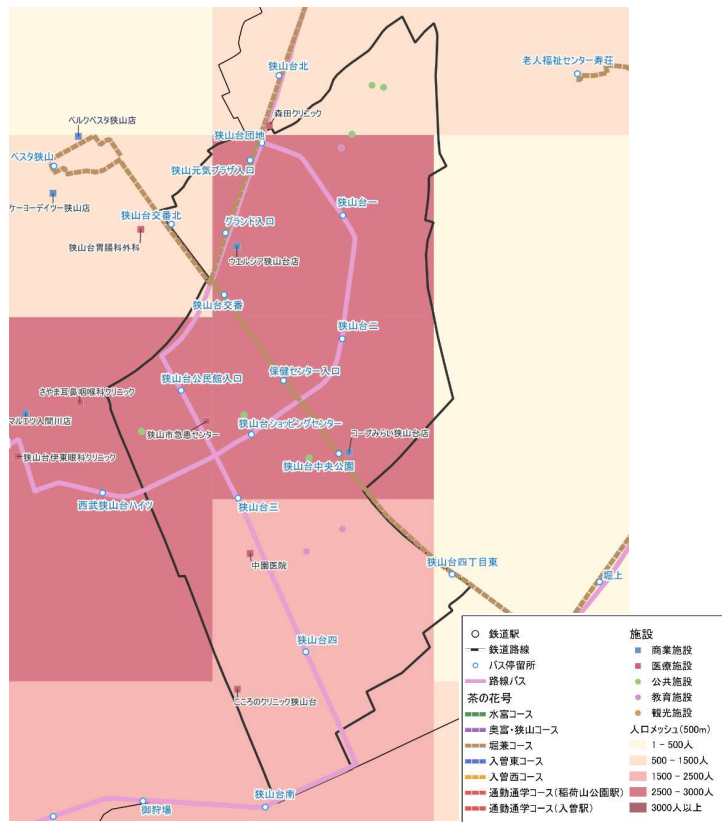 狭山台北
老人福祉センター寿荘
森田クリニック
ベルクベスタ狭山店
狭山台団地
ベスタ狭山
狭山元気プラザ入口
ケーヨーデイツー狭山店
狭山台一
狭山台交番北
グランド入口
狭山台胃腸科外科
ウエルシア狭山台店
狭山台交番
狭山台二
保健センター入口
狭山台公民館入口
さやま耳鼻咽喉科クリニック
マルエツ入間川店
狭山台ショッピングセンター
狭山市急患センター
コープみらい狭山台店
狭山台伊東眼科クリニック
狭山台中央公園
西武狭山台ハイツ
狭山台三
中園医院
狭山台四丁目東
堀上
狭山台四
こころのクリニック狭山台
御狩場
狭山台南
鉄道駅
鉄道路線
バス停留所
路線バス
茶の花号
水富コース
奥富・狭山コース
堀兼コース
入曽東コース
入曽西コース
通勤通学コース(稲荷山公園駅)
通勤通学コース(入曽駅)
施設
商業施設
医療施設
公共施設
教育施設
観光施設
人口メッシュ(500m)
1 - 500人
500 - 1500人
1500 - 2500人
2500 - 3000人
3000人以上